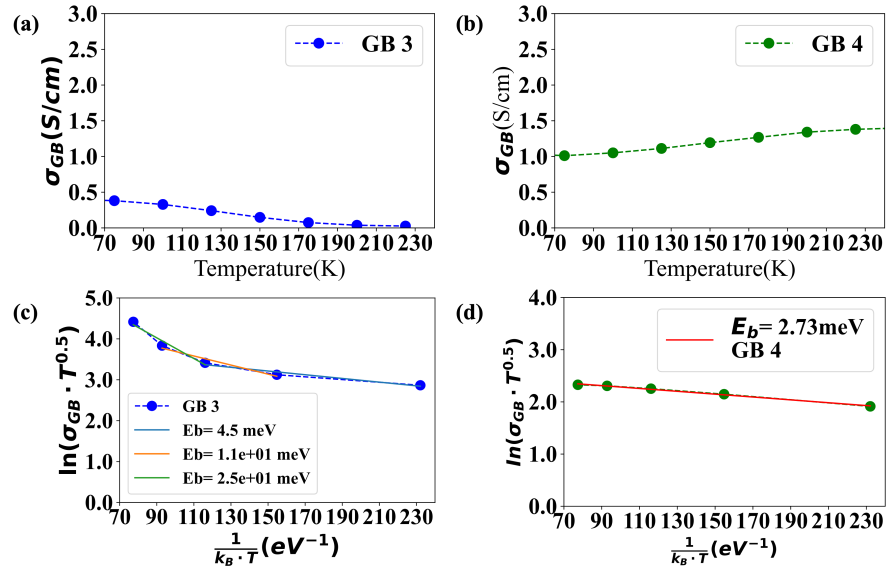 (a)
3.0
2.5
2.0
1.5
1.0
0.5
0.0
σGB(S/cm)
GB 3
70 90 110 130 150 170 190 210 230
Temperature(K)
(b)
3.0
2.5
2.0
1.5
1.0
0.5
0.0
σGB(S/cm)
GB 4
70 90 110 130 150 170 190 210 230
Temperature(K)
(c)
5.0
4.0
3.0
2.0
1.0
0.0
ln(σGB · T^0.5)
GB 3
Eb= 4.5 meV
Eb= 1.1e+01 meV
Eb= 2.5e+01 meV
70 90 110 130 150 170 190 210 230
1/(kB · T) (eV⁻¹)
(d)
4.0
3.0
2.0
1.0
0.0
ln(σGB · T^0.5)
Eb= 2.73meV
GB 4
70 90 110 130 150 170 190 210 230
1/(kB · T) (eV⁻¹)